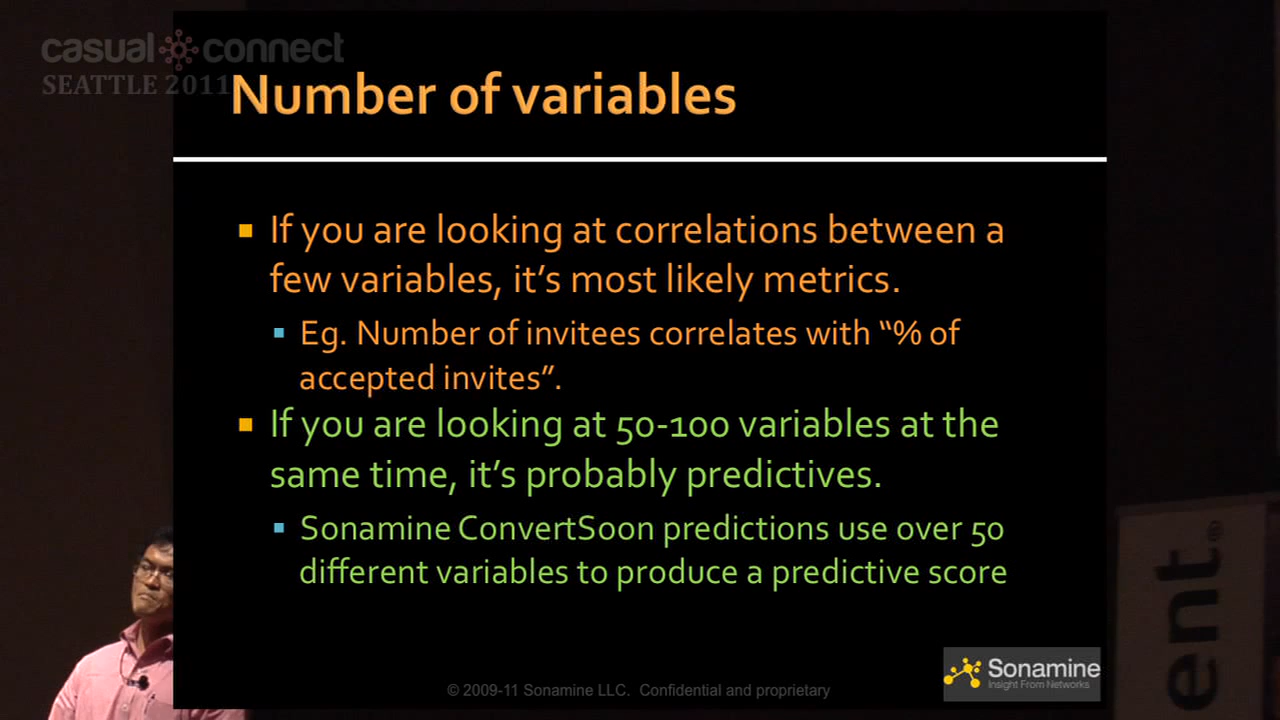 casual connect
SEATTLE 2011
Number of variables
If you are looking at correlations between a
few variables, it's most likely metrics.
Eg. Number of invitees correlates with “% of
accepted invites”.
If you are looking at 50-100 variables at the
same time, it's probably predictives.
Sonamine ConvertSoon predictions use over 50
different variables to produce a predictive score
© 2009-11 Sonamine LLC. Confidential and proprietary
Sonamine
Insight From Networks
ent®